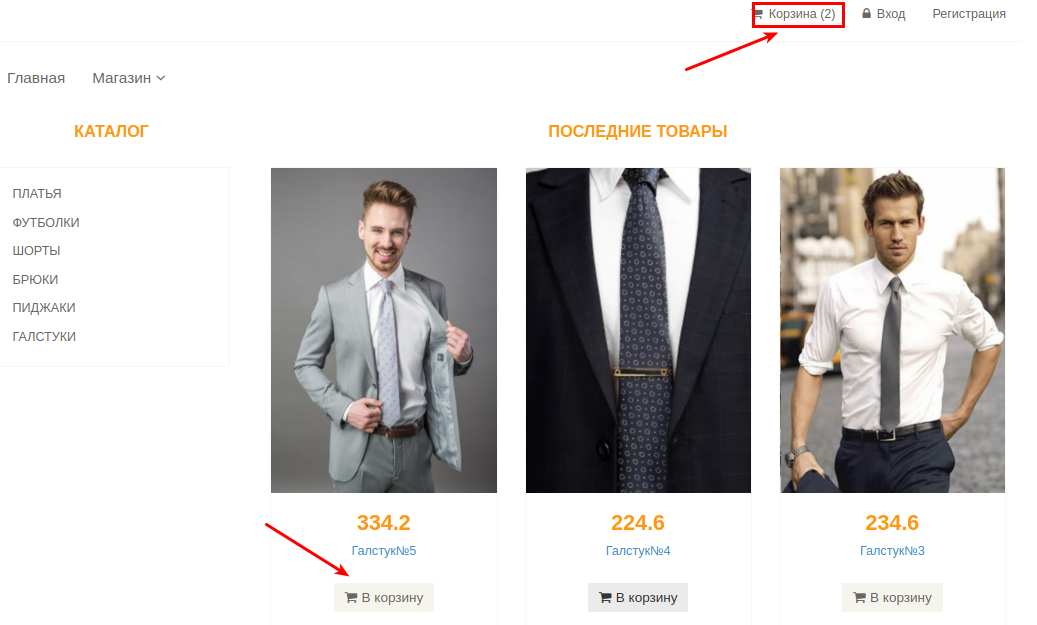 Корзина (2) Вход Регистрация
Главная Магазин
КАТАЛОГ
ПОСЛЕДНИЕ ТОВАРЫ
ПЛАТЬЯ
ФУТБОЛКИ
ШОРТЫ
БРЮКИ
ПИДЖАКИ
ГАЛСТУКИ
334.2 224.6 234.6
Галстук№5 Галстук№4 Галстук№3
В корзину В корзину В корзину